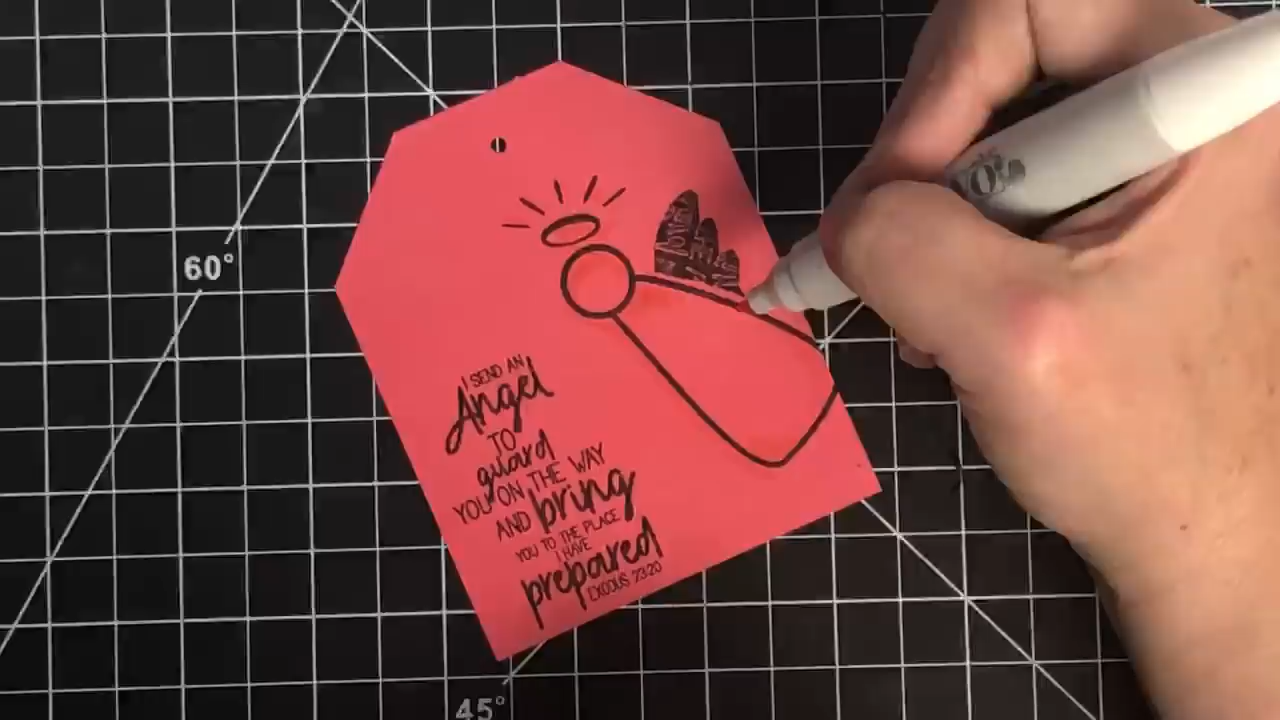 60°
I SEND AN
Angel
TO
guard
YOU ON THE WAY
AND bring
YOU TO THE PLACE
I HAVE
prepared
EXODUS 23:20
45°